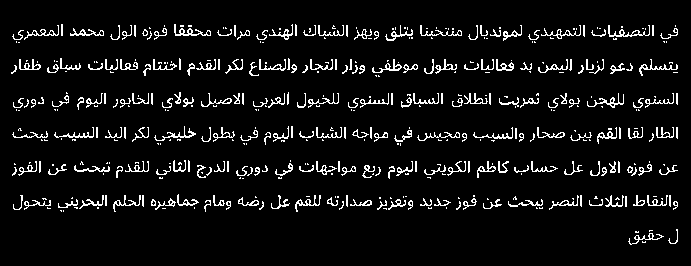 في التصفيات التمهيدي لمونديال منتخبنا يتلق ويهز الشباك الهندي مرات محققا فوزه الول محمد المعمري
يتسلم دعو لزيار اليمن بد فعاليات بطول موظفي وزار التجار والصناع لكر القدم اختتام فعاليات سباق ظفار
السنوي للهجن بولاي ثمريت انطلاق السباق السنوي للخيول العربي الاصيل بولاي الخابور اليوم في دوري
الطار لقا القم بين صحار والسيب ومجيس في مواجه الشباب اليوم في بطول خليجي لكر اليد السيب يبحث
عن فوزه الاول عل حساب كاظم الكويتي اليوم ربع مواجهات في دوري الدرج الثاني للقدم تبحث عن الفوز
والنقاط الثلاث النصر يبحث عن فوز جديد وتعزيز صدارته للقم عل رضه ومام جماهيره الحلم البحريني يتحول
ل حقيق